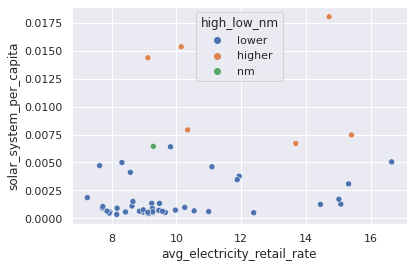 high_low_nm
lower
higher
nm
solar_system_per_capita
0.0175
0.0150
0.0125
0.0100
0.0075
0.0050
0.0025
0.0000
8 10 12 14 16
avg_electricity_retail_rate